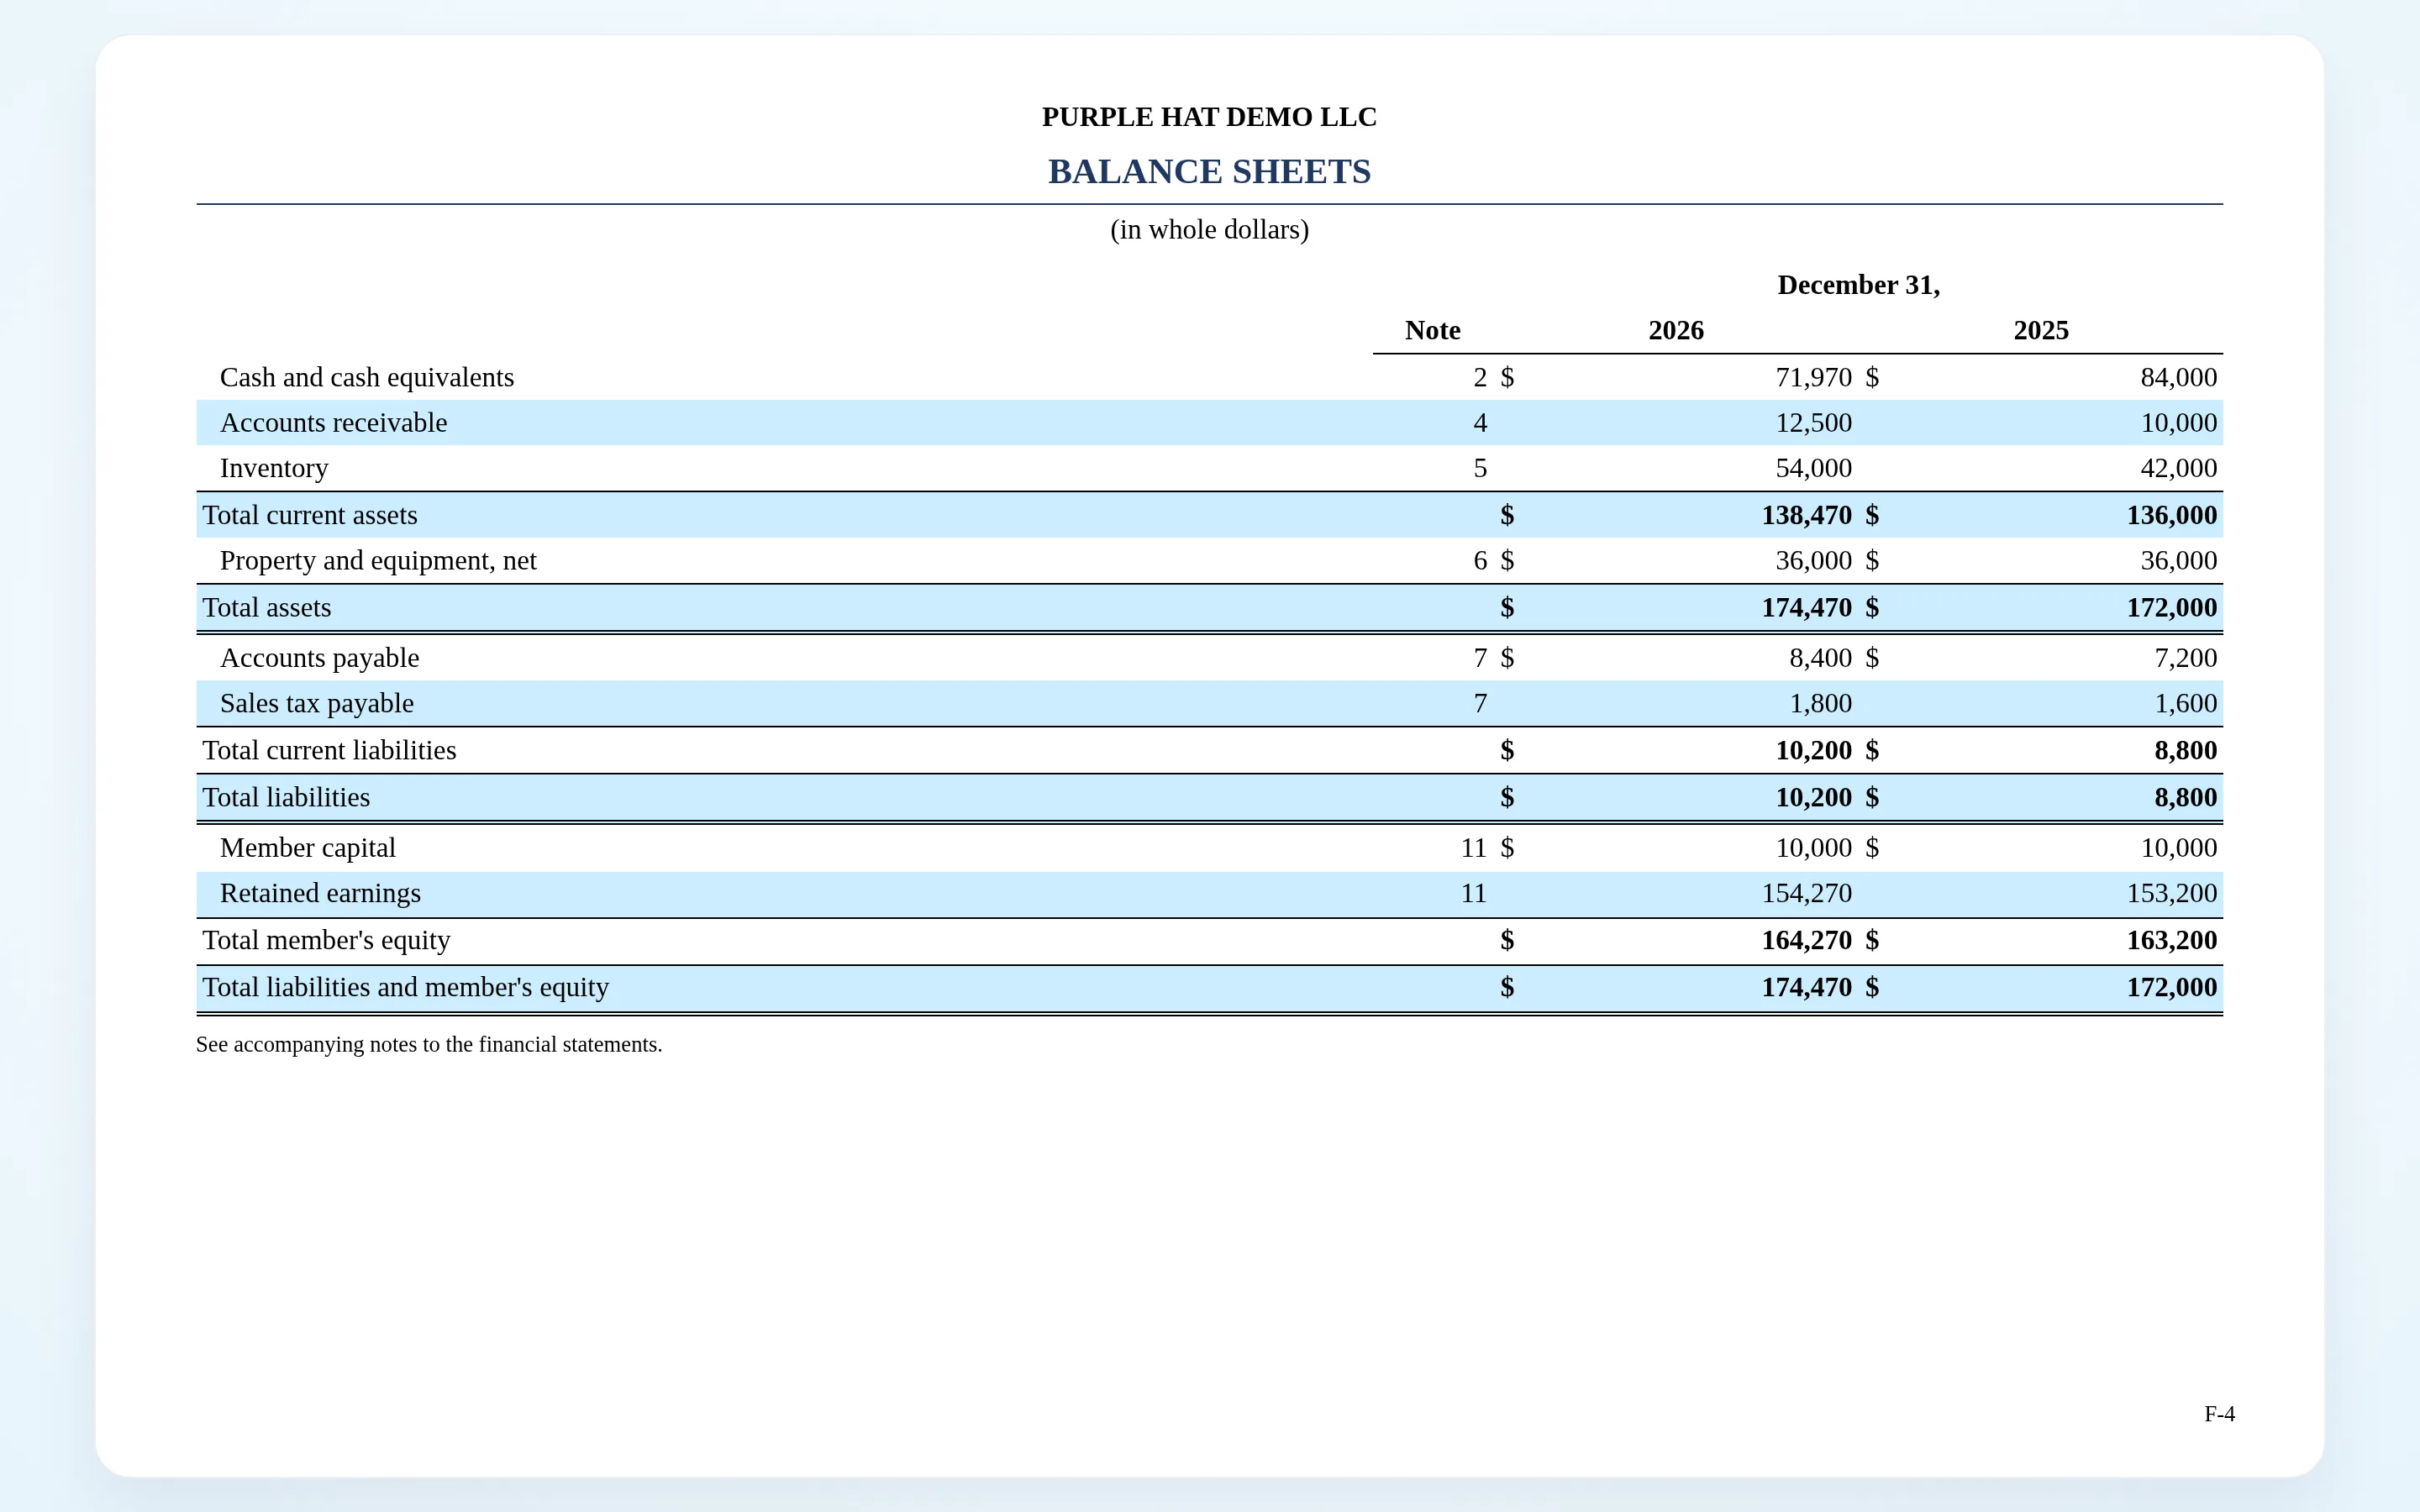 PURPLE HAT DEMO LLC
BALANCE SHEETS
(in whole dollars)
December 31,
Note 2026 2025
Cash and cash equivalents 2 $ 71,970 $ 84,000
Accounts receivable 4 12,500 10,000
Inventory 5 54,000 42,000
Total current assets $ 138,470 $ 136,000
Property and equipment, net 6 $ 36,000 $ 36,000
Total assets $ 174,470 $ 172,000
Accounts payable 7 $ 8,400 $ 7,200
Sales tax payable 7 1,800 1,600
Total current liabilities $ 10,200 $ 8,800
Total liabilities $ 10,200 $ 8,800
Member capital 11 $ 10,000 $ 10,000
Retained earnings 11 154,270 153,200
Total member's equity $ 164,270 $ 163,200
Total liabilities and member's equity $ 174,470 $ 172,000
See accompanying notes to the financial statements.
F-4